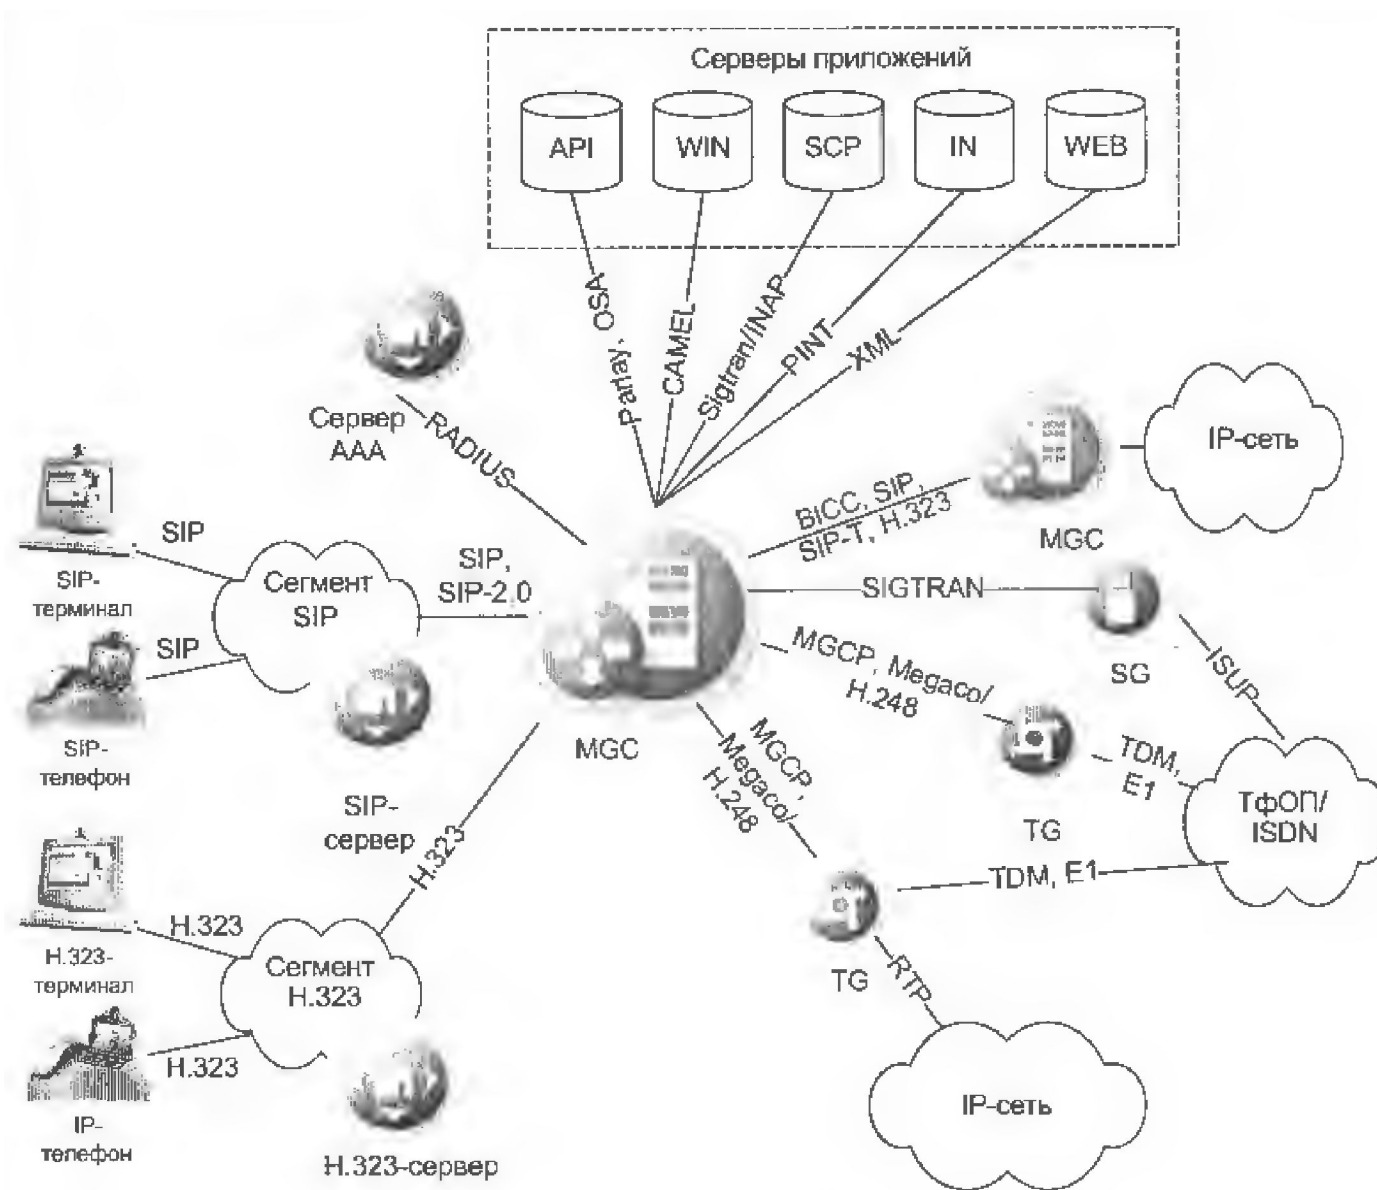 Серверы приложений
API
WIN
SCP
IN
WEB
Parlay, OSA
CAMEL
Sigtran/INAP
PINT
XML
Сервер
AAA
RADIUS
IP-сеть
BICC, SIP,
SIP-T, H.323
MGC
SIP
SIP-
терминал
Сегмент
SIP
SIP,
SIP-2.0
SIGTRAN
SG
ISUP
SIP
SIP-
телефон
SIP-
сервер
MGC
MGCP, Megaco/
H.248
TG
TDM,
E1
ТфОП/
ISDN
MGCP,
Megaco/
H.248
TDM, E1
TG
RTP
IP-сеть
H.323
H.323
H.323-
терминал
Сегмент
H.323
H.323
IP-
телефон
H.323-сервер